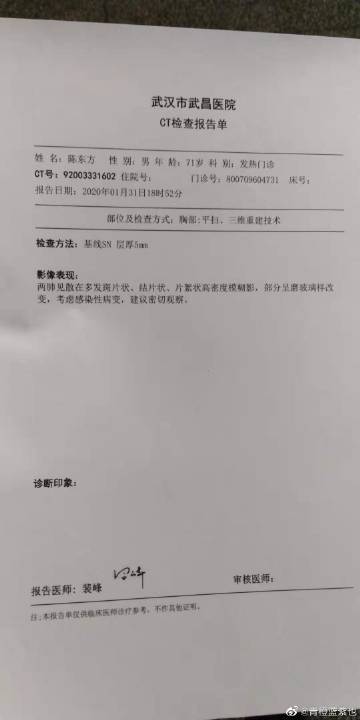 武汉市武昌医院
CT检查报告单
姓 名：陈东方 性 别：男 年 龄：71岁 科 别：发热门诊
CT号：92003331602 住院号： 门诊号：800709604731 床号：
报告日期：2020年01月31日18时52分
部位及检查方式：胸部:平扫、三维重建技术
检查方法：基线SN 层厚5mm
影像表现：
两肺见散在多发斑片状、结片状、片絮状高密度模糊影，部分呈磨玻璃样改
变，考虑感染性病变，建议密切观察。
诊断印象：
报告医师：裴峰 审核医师：
注:本报告单仅供临床医师诊疗参考，不作其他证明。
@青橙蓝紫他